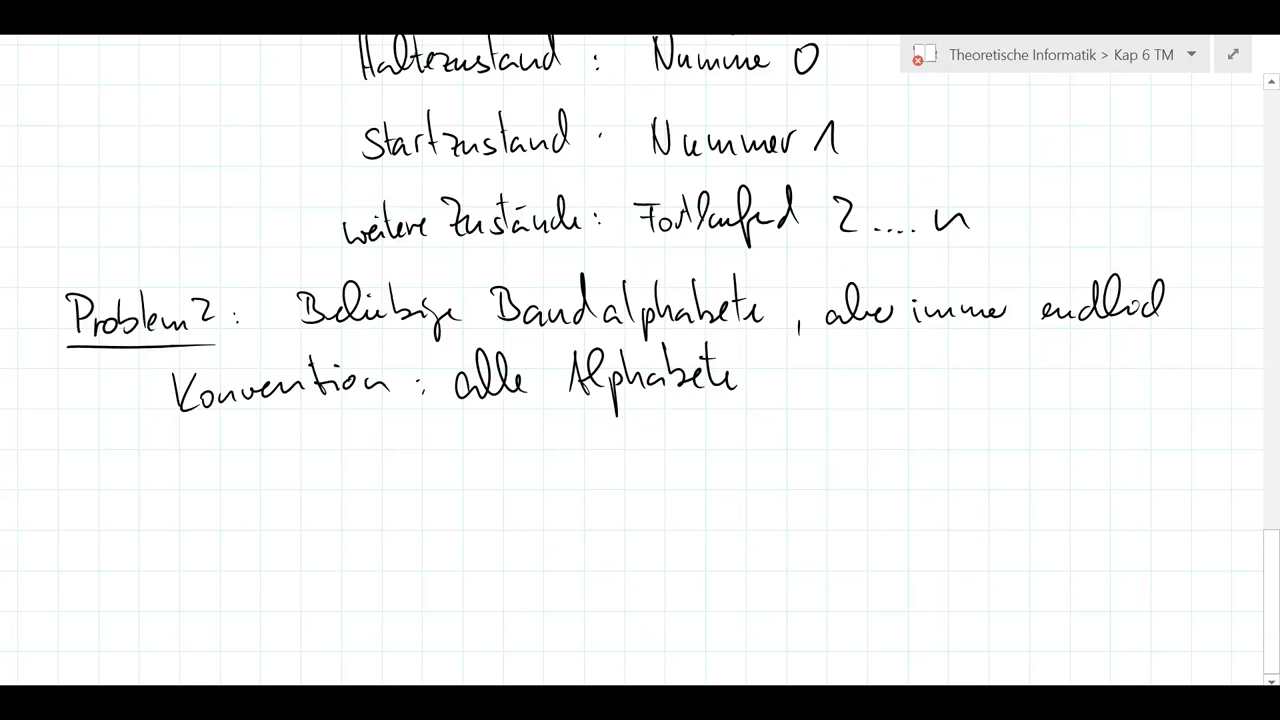 Haltezustand : Nummer 0
Theoretische Informatik > Kap 6 TM
Startzustand : Nummer 1
weitere Zustände: Fortlaufend 2 .... n
Problem 2 : Beliebige Bandalphabete , aber immer endlich
Konvention : alle Alphabete